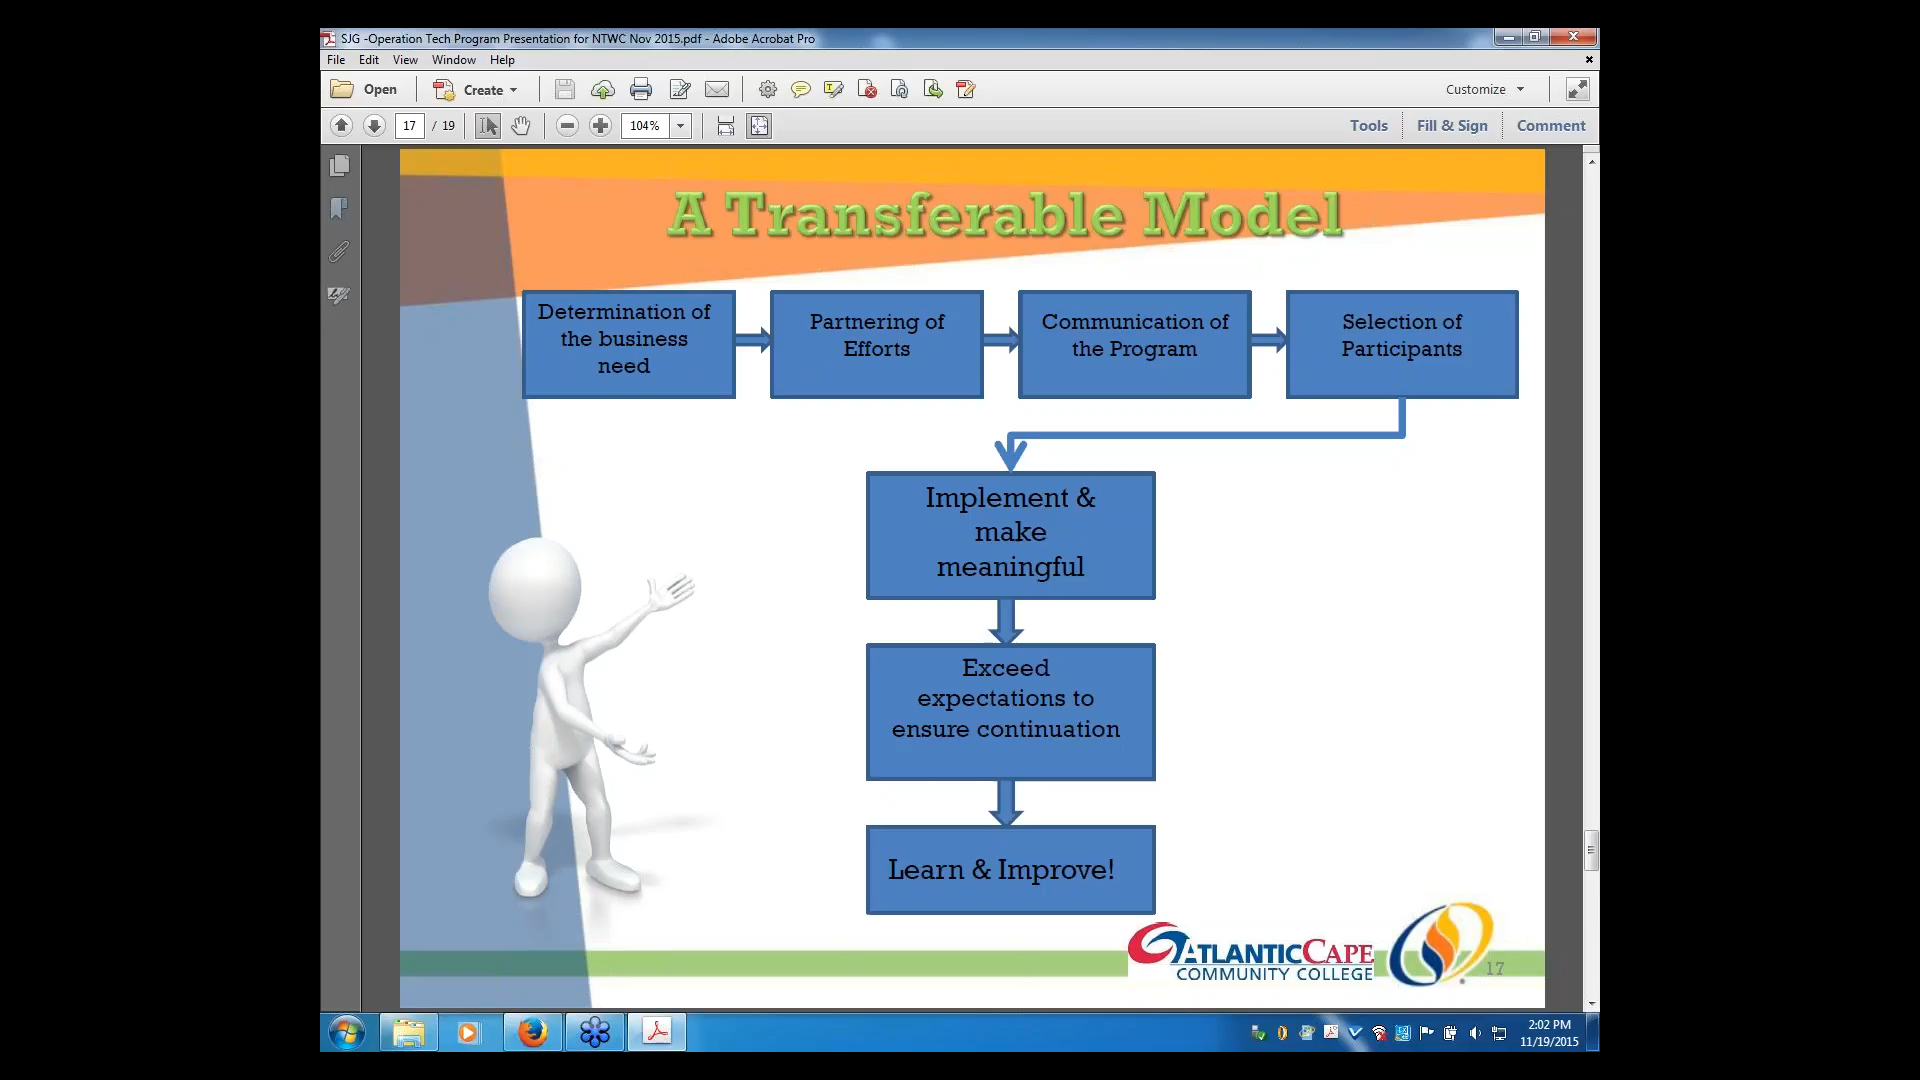 SJG -Operation Tech Program Presentation for NTWC Nov 2015.pdf - Adobe Acrobat Pro
File Edit View Window Help
Open Create Customize
17 / 19 104% Tools Fill & Sign Comment
A Transferable Model
Determination of
the business
need
Partnering of
Efforts
Communication of
the Program
Selection of
Participants
Implement &
make
meaningful
Exceed
expectations to
ensure continuation
Learn & Improve!
ATLANTICCAPE
COMMUNITY COLLEGE
17
2:02 PM
11/19/2015